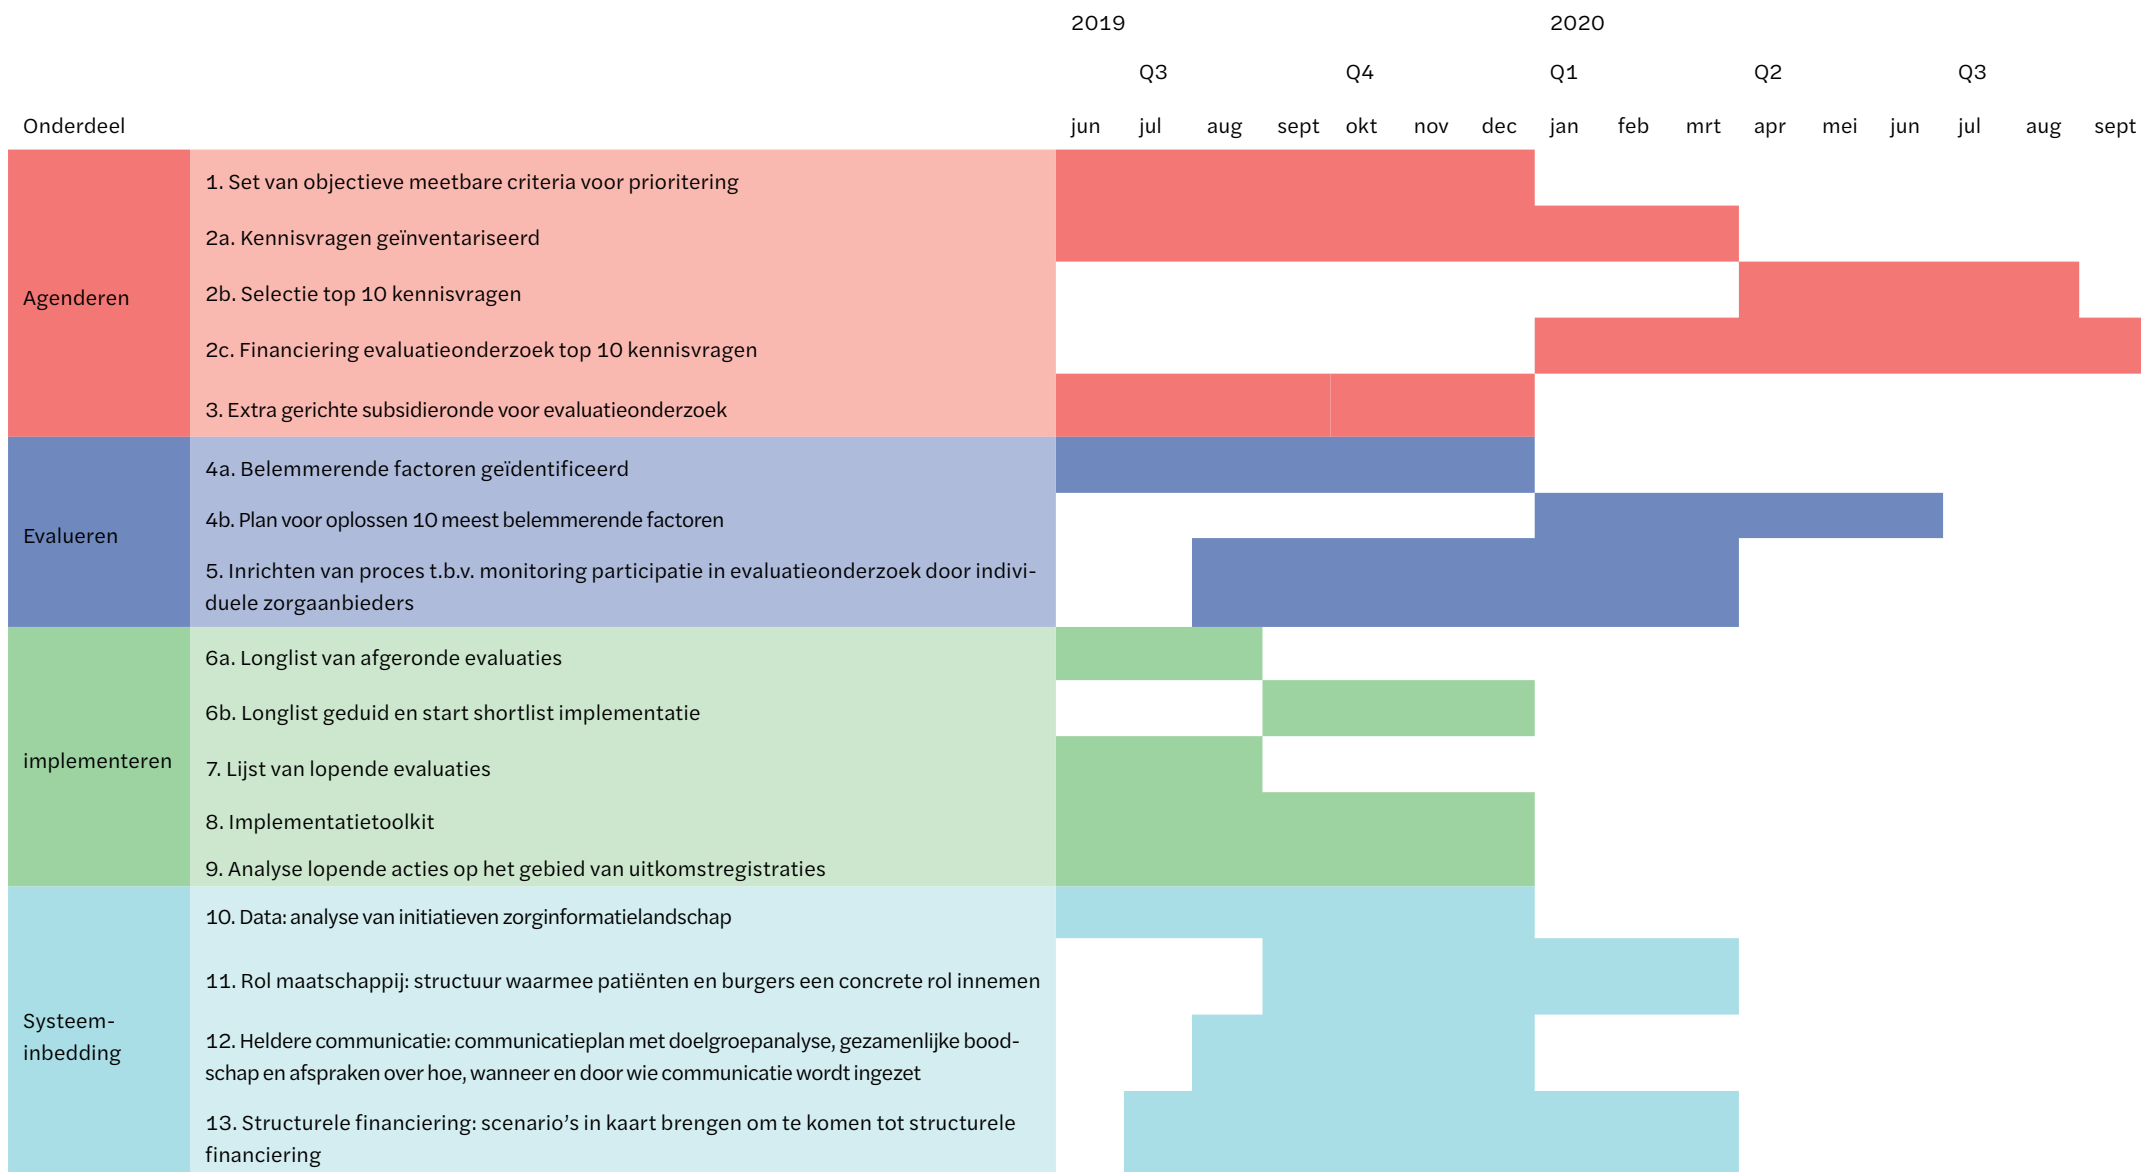 2019 2020
Q3 Q4 Q1 Q2 Q3
Onderdeel jun jul aug sept okt nov dec jan feb mrt apr mei jun jul aug sept
Agenderen
1. Set van objectieve meetbare criteria voor prioritering
2a. Kennisvragen geïnventariseerd
2b. Selectie top 10 kennisvragen
2c. Financiering evaluatieonderzoek top 10 kennisvragen
3. Extra gerichte subsidieronde voor evaluatieonderzoek
Evalueren
4a. Belemmerende factoren geïdentificeerd
4b. Plan voor oplossen 10 meest belemmerende factoren
5. Inrichten van proces t.b.v. monitoring participatie in evaluatieonderzoek door indivi-
duele zorgaanbieders
implementeren
6a. Longlist van afgeronde evaluaties
6b. Longlist geduid en start shortlist implementatie
7. Lijst van lopende evaluaties
8. Implementatietoolkit
9. Analyse lopende acties op het gebied van uitkomstregistraties
Systeem-
inbedding
10. Data: analyse van initiatieven zorginformatielandschap
11. Rol maatschappij: structuur waarmee patiënten en burgers een concrete rol innemen
12. Heldere communicatie: communicatieplan met doelgroepanalyse, gezamenlijke bood-
schap en afspraken over hoe, wanneer en door wie communicatie wordt ingezet
13. Structurele financiering: scenario's in kaart brengen om te komen tot structurele
financiering